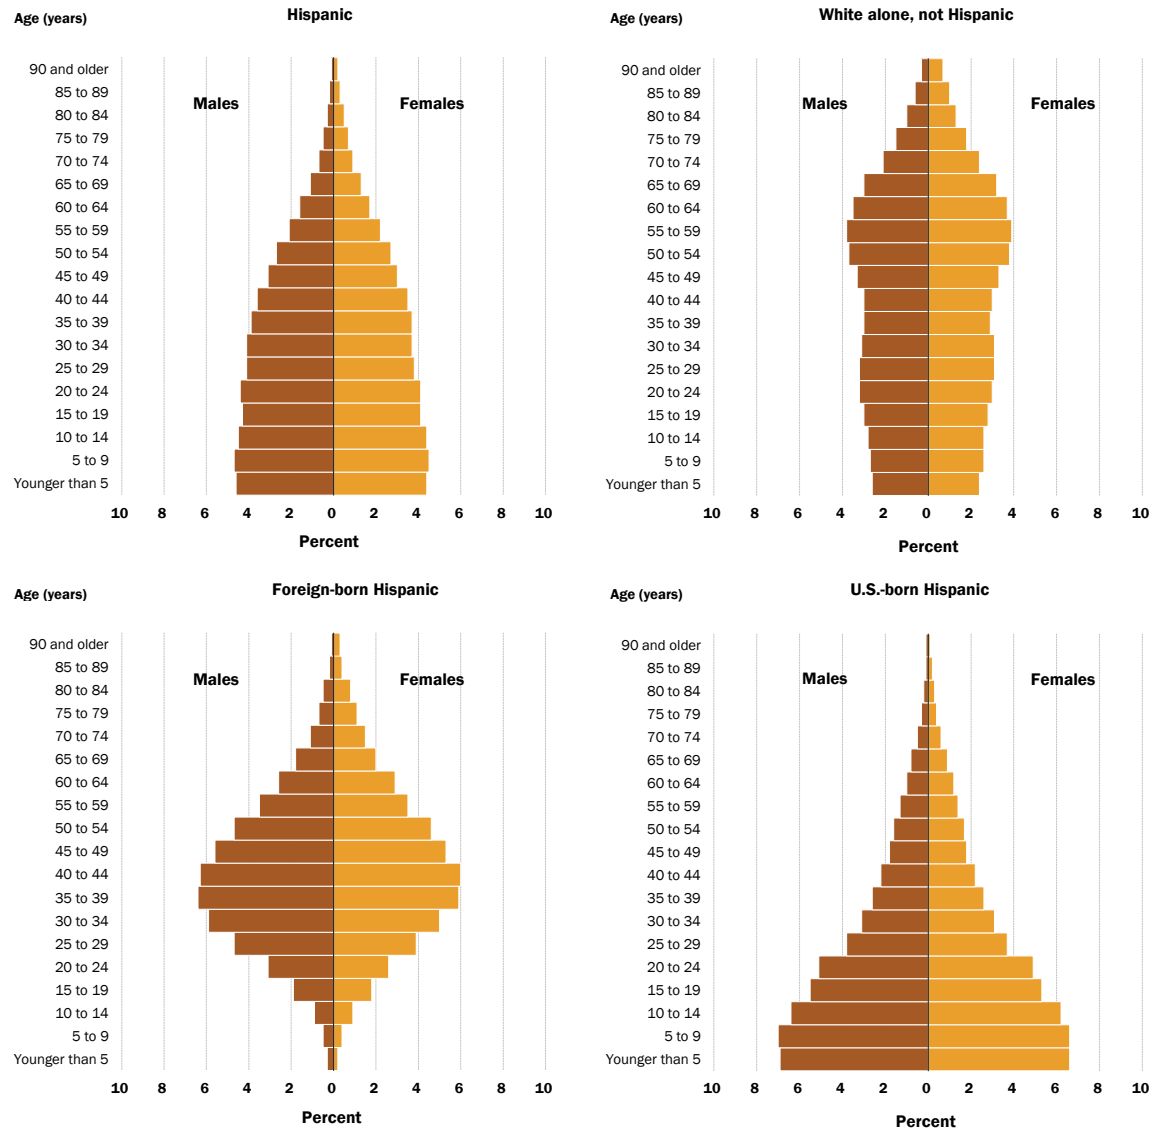 Hispanic
Age (years)
90 and older
85 to 89
Males Females
80 to 84
75 to 79
70 to 74
65 to 69
60 to 64
55 to 59
50 to 54
45 to 49
40 to 44
35 to 39
30 to 34
25 to 29
20 to 24
15 to 19
10 to 14
5 to 9
Younger than 5
10 8 6 4 2 0 2 4 6 8 10
Percent
White alone, not Hispanic
Age (years)
90 and older
85 to 89
Males Females
80 to 84
75 to 79
70 to 74
65 to 69
60 to 64
55 to 59
50 to 54
45 to 49
40 to 44
35 to 39
30 to 34
25 to 29
20 to 24
15 to 19
10 to 14
5 to 9
Younger than 5
10 8 6 4 2 0 2 4 6 8 10
Percent
Foreign-born Hispanic
Age (years)
90 and older
85 to 89
Males Females
80 to 84
75 to 79
70 to 74
65 to 69
60 to 64
55 to 59
50 to 54
45 to 49
40 to 44
35 to 39
30 to 34
25 to 29
20 to 24
15 to 19
10 to 14
5 to 9
Younger than 5
10 8 6 4 2 0 2 4 6 8 10
Percent
U.S.-born Hispanic
Age (years)
90 and older
85 to 89
Males Females
80 to 84
75 to 79
70 to 74
65 to 69
60 to 64
55 to 59
50 to 54
45 to 49
40 to 44
35 to 39
30 to 34
25 to 29
20 to 24
15 to 19
10 to 14
5 to 9
Younger than 5
10 8 6 4 2 0 2 4 6 8 10
Percent